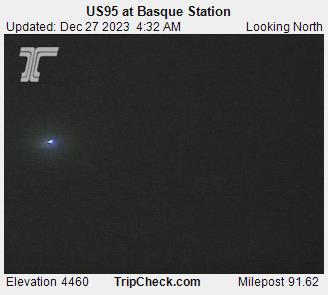 US95 at Basque Station
Updated: Dec 27 2023 4:32 AM Looking North
Elevation 4460 TripCheck.com Milepost 91.62